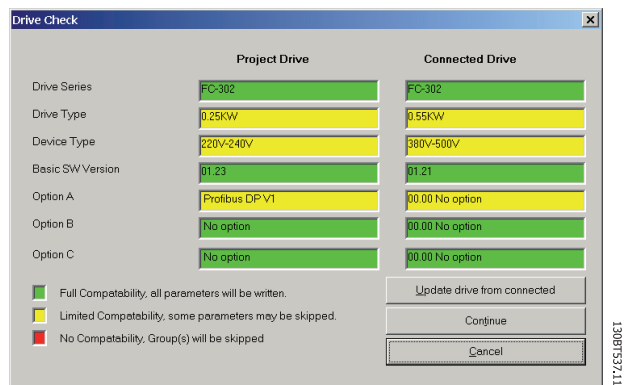 Drive Check
Project Drive Connected Drive
Drive Series FC-302 FC-302
Drive Type 0.25KW 0.55KW
Device Type 220V-240V 380V-500V
Basic SW Version 01.23 01.21
Option A Profibus DP V1 00.00 No option
Option B No option 00.00 No option
Option C No option 00.00 No option
Full Compatability, all parameters will be written.
Limited Compatability, some parameters may be skipped.
No Compatability, Group(s) will be skipped
Update drive from connected
Continue
Cancel
130BT537.11